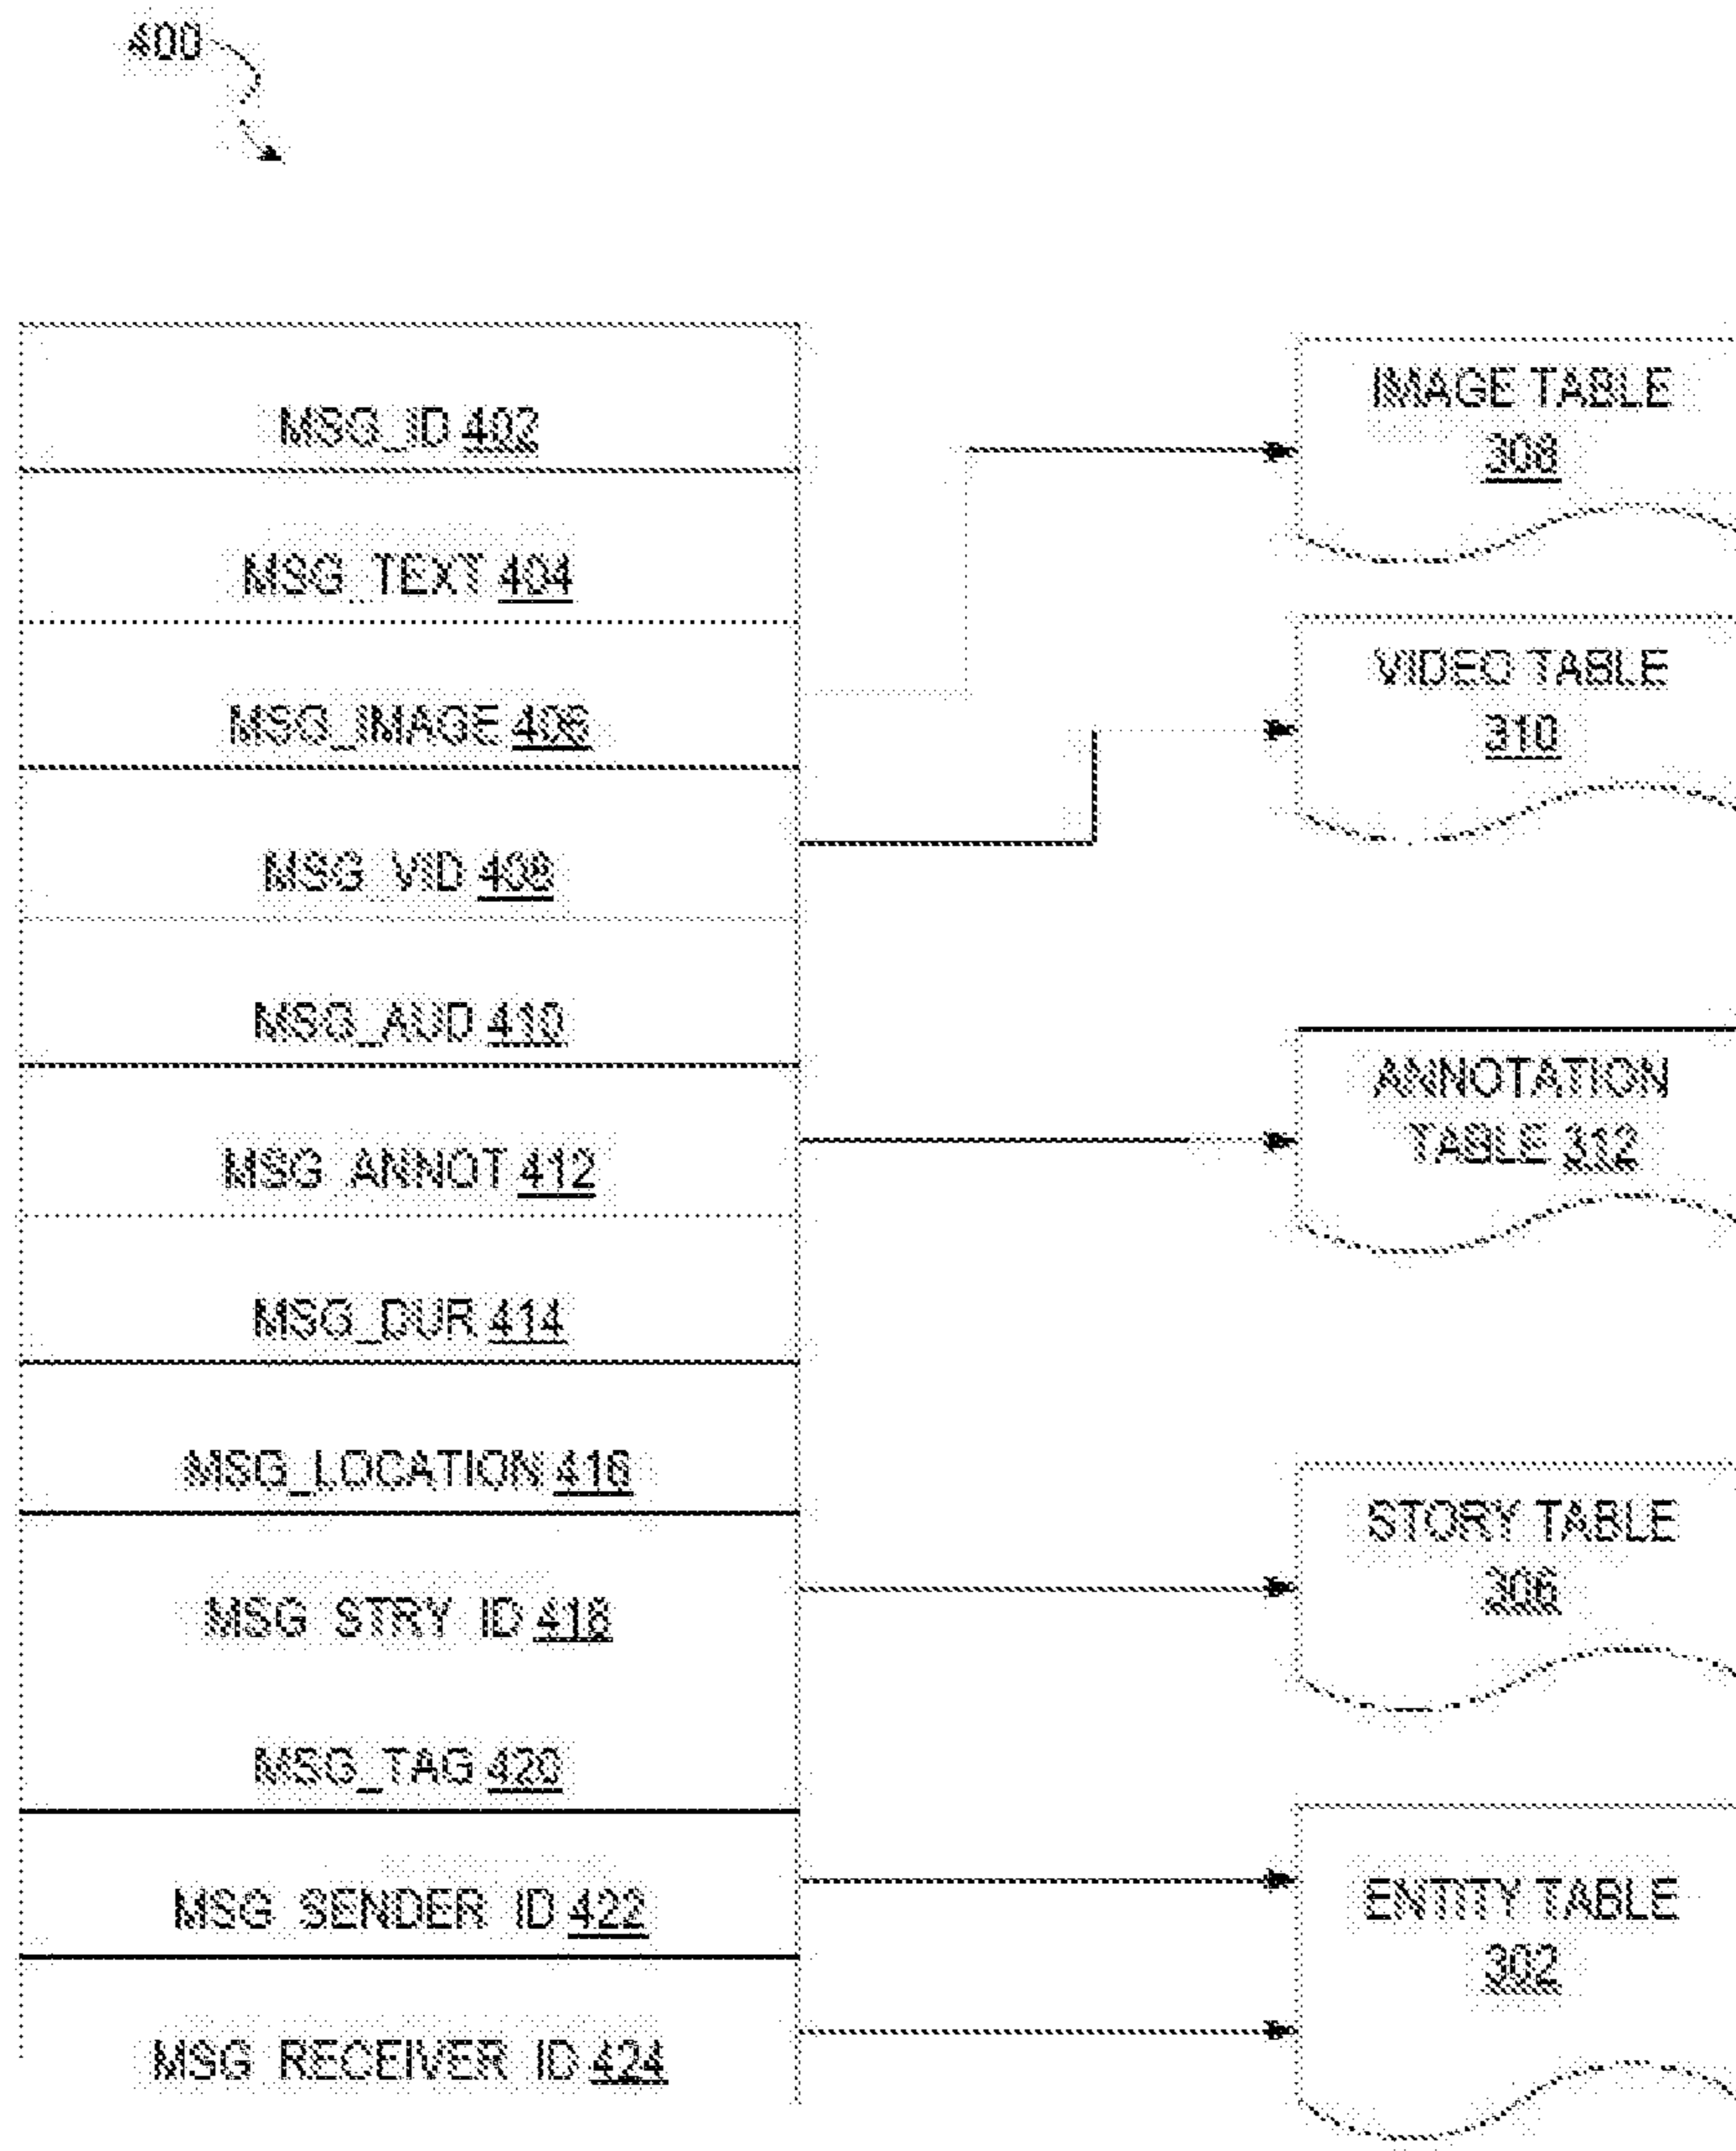 400
MSG_ID 402
MSG_TEXT 404
MSG_IMAGE 406
MSG_VID 408
MSG_AUD 410
MSG_ANNOT 412
MSG_DUR 414
MSG_LOCATION 416
MSG_STRY_ID 418
MSG_TAG 420
MSG_SENDER_ID 422
MSG_RECEIVER_ID 424
IMAGE TABLE
308
VIDEO TABLE
310
ANNOTATION
TABLE 312
STORY TABLE
306
ENTITY TABLE
302